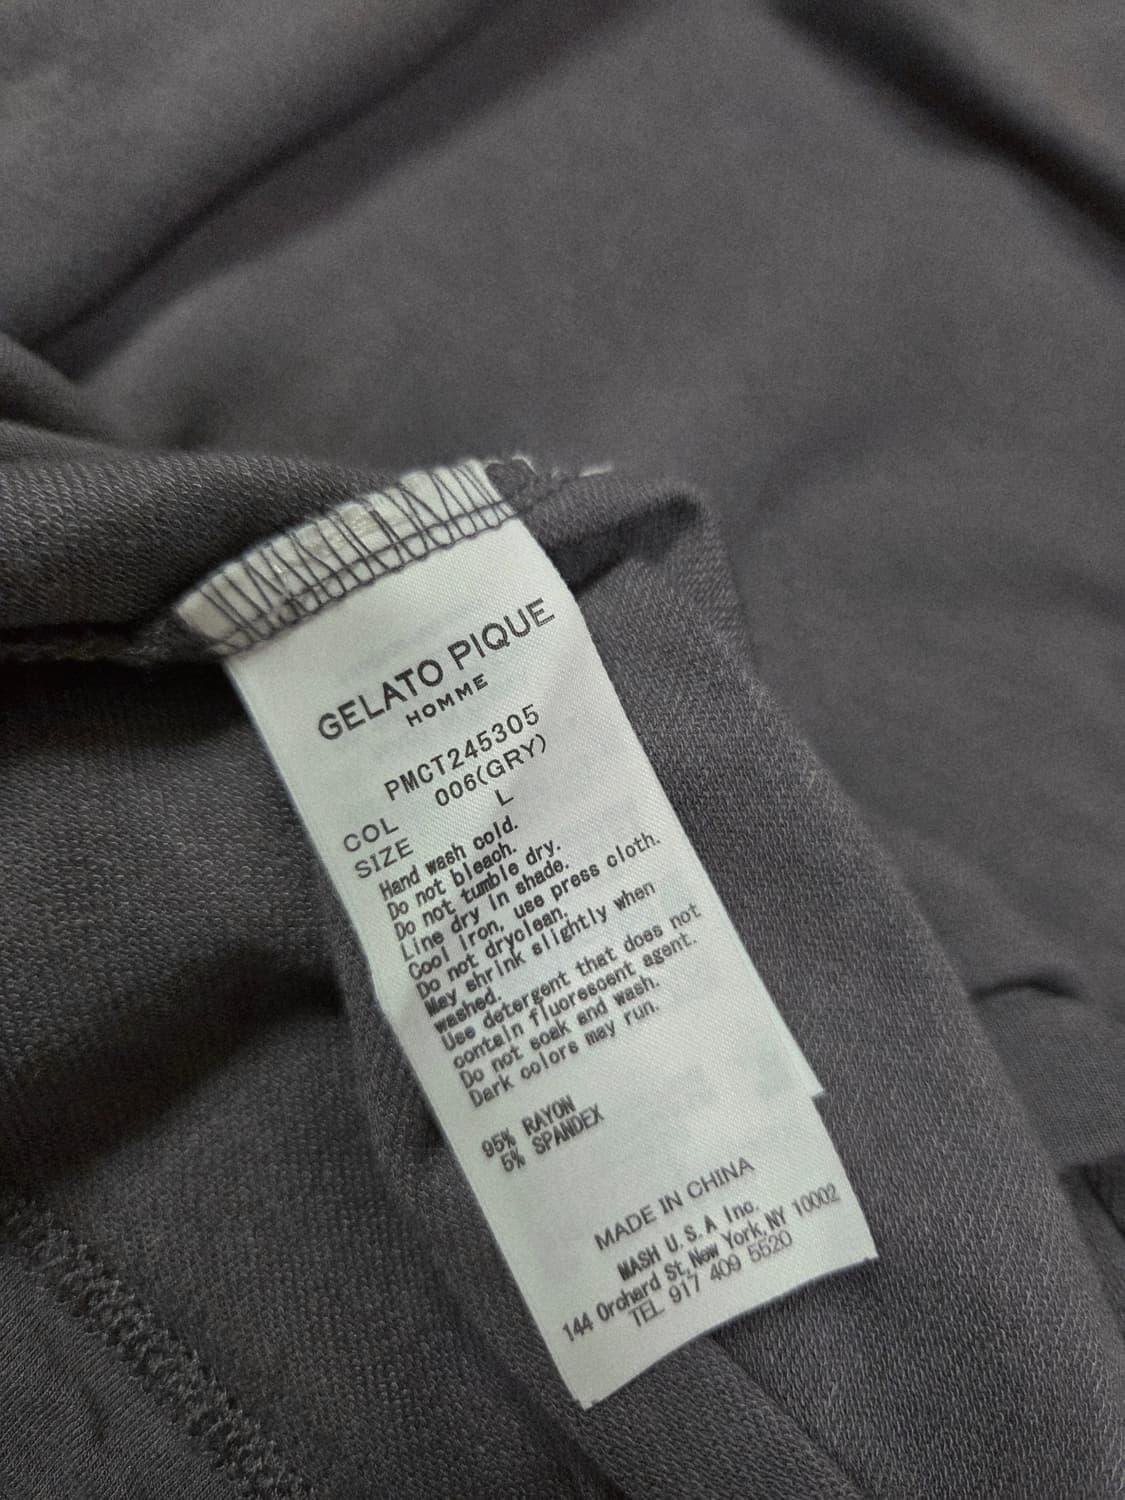 GELATO PIQUE
HOMME
PMCT245305
COL 006(GRY)
SIZE L
Hand wash cold.
Do not bleach.
Do not tumble dry.
Line dry in shade.
Cool iron, use press cloth.
Do not dryclean.
May shrink slightly when
washed.
Use detergent that does not
contain fluorescent agent.
Do not soak and wash.
Dark colors may run.
95% RAYON
5% SPANDEX
MADE IN CHINA
MASH U.S.A Inc.
144 Orchard St,New York,NY 10002
TEL 917 409 5520